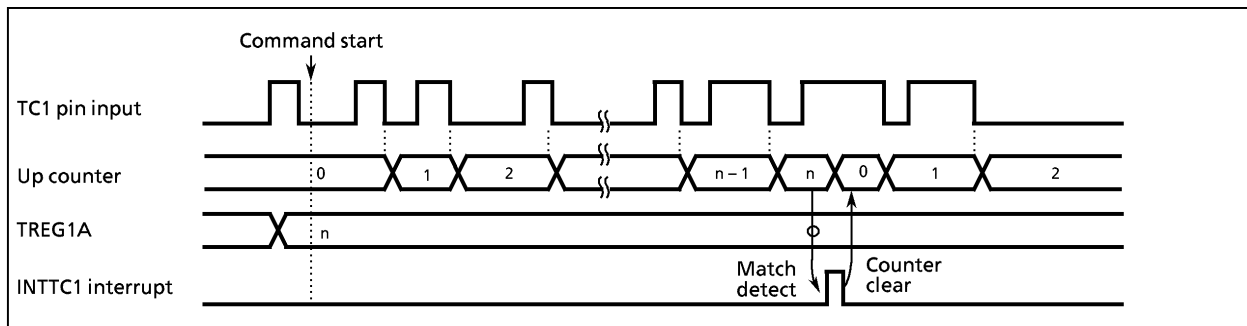 Command start
TC1 pin input
Up counter
0
1
2
n – 1
n
0
1
2
TREG1A
n
INTTC1 interrupt
Match
detect
Counter
clear